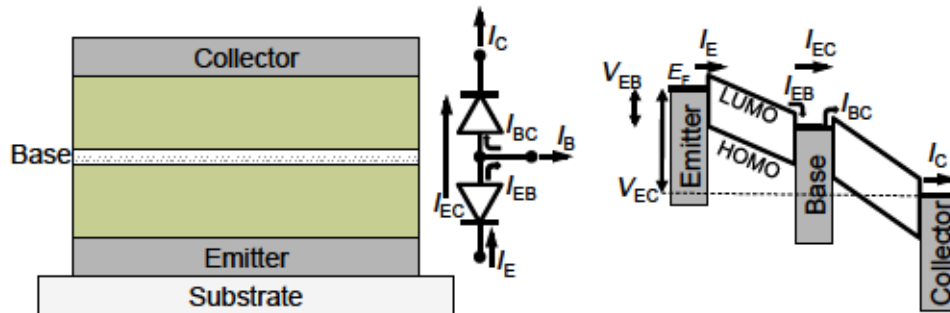 Collector
Base
Emitter
Substrate
I_C
I_BC
I_B
I_EB
I_EC
I_E
V_EB
E_F
I_E
I_EC
LUMO
I_EB
I_BC
HOMO
Emitter
V_EC
Base
I_C
Collector